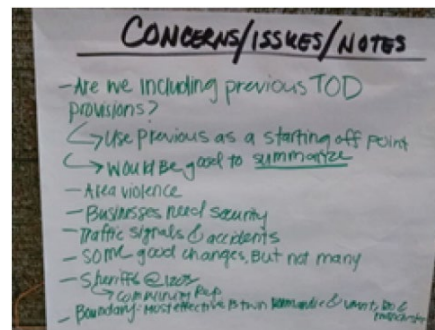 CONCERNS/ISSUES/NOTES
- Are we including previous TOD
provisions?
↳ Use previous as a starting off point
↳ Would be good to summarize
- Area violence
- Businesses need security
- Traffic signals & accidents
- SOME good changes, But not many
- Sheriffs @
↳ Community Rep
- Boundary: Most effective Btwn &